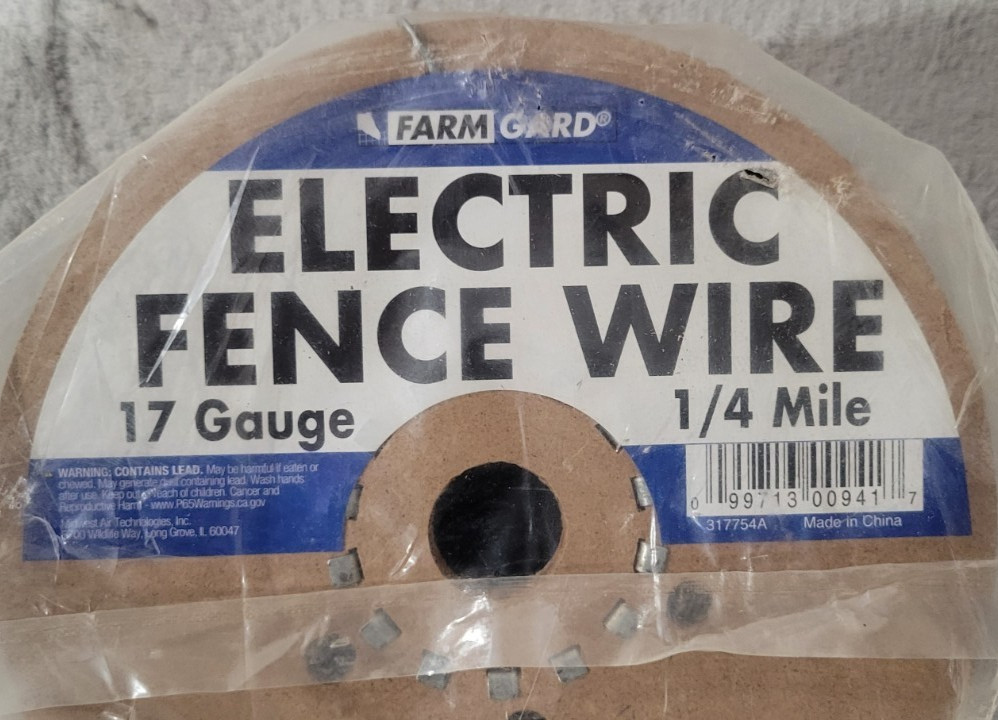 FARM GARD®
ELECTRIC
FENCE WIRE
17 Gauge
1/4 Mile
WARNING: CONTAINS LEAD. May be harmful if eaten or
chewed. May generate dust containing lead. Wash hands
after use. Keep out of reach of children. Cancer and
Reproductive Harm - www.P65Warnings.ca.gov
Midwest Air Technologies, Inc.
6700 Wildlife Way, Long Grove, IL 60047
0 99713 00941 7
317754A Made in China